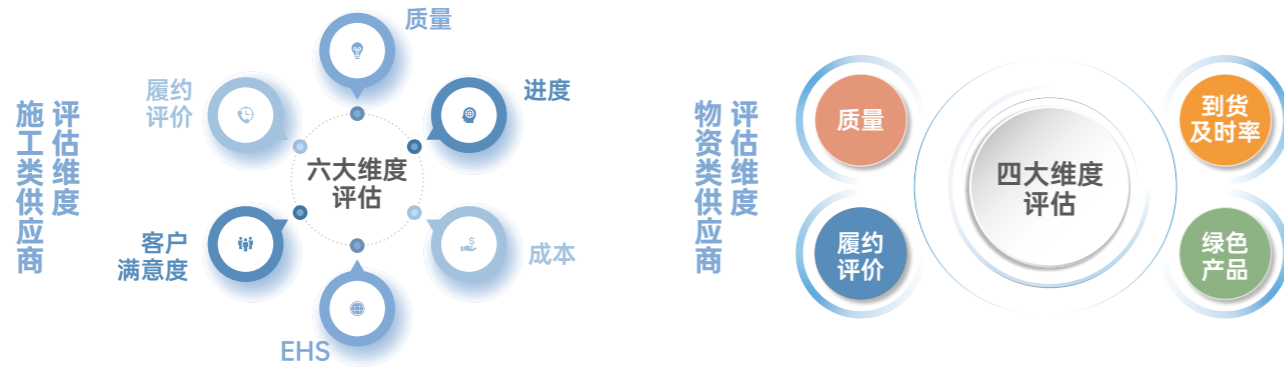 施工类供应商
评估维度
质量
进度
成本
EHS
客户
满意度
履约
评价
六大维度
评估
物资类供应商
评估维度
质量
到货
及时率
履约
评价
绿色
产品
四大维度
评估